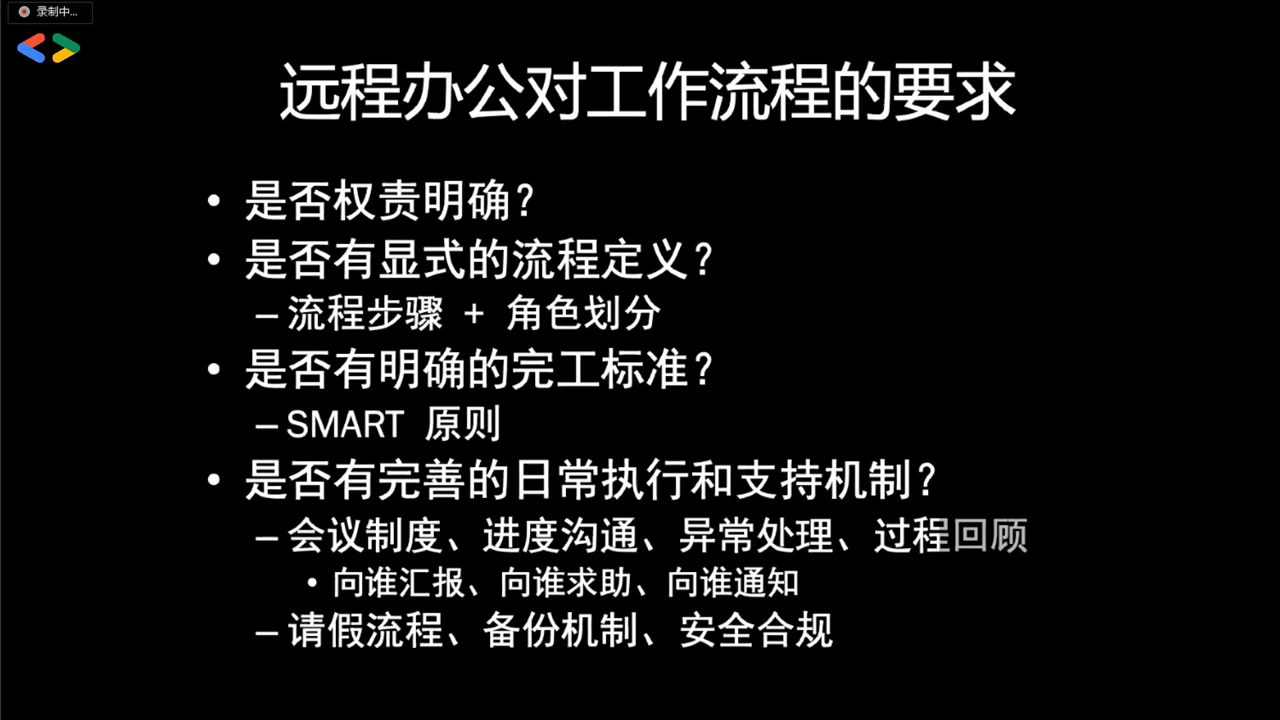 录制中...
远程办公对工作流程的要求
• 是否权责明确？
• 是否有显式的流程定义？
– 流程步骤 + 角色划分
• 是否有明确的完工标准？
– SMART 原则
• 是否有完善的日常执行和支持机制？
– 会议制度、进度沟通、异常处理、过程回顾
• 向谁汇报、向谁求助、向谁通知
– 请假流程、备份机制、安全合规